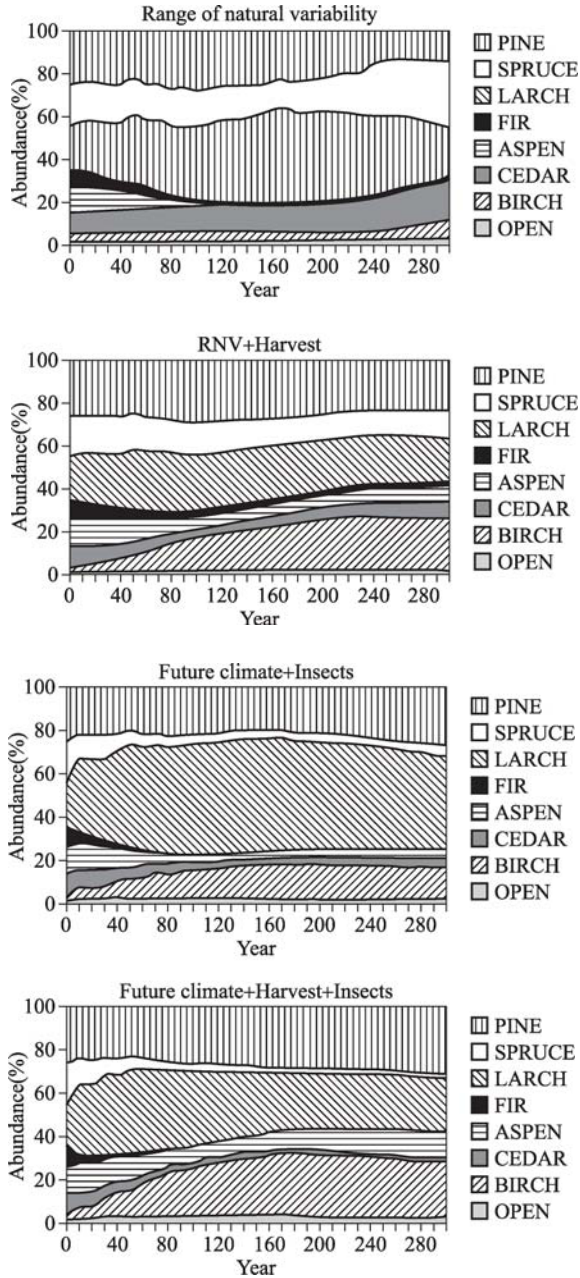 Range of natural variability
Abundance(%)
100
80
60
40
20
0
0 40 80 120 160 200 240 280
Year
PINE
SPRUCE
LARCH
FIR
ASPEN
CEDAR
BIRCH
OPEN
RNV+Harvest
Abundance(%)
100
80
60
40
20
0
0 40 80 120 160 200 240 280
Year
PINE
SPRUCE
LARCH
FIR
ASPEN
CEDAR
BIRCH
OPEN
Future climate+Insects
Abundance(%)
100
80
60
40
20
0
0 40 80 120 160 200 240 280
Year
PINE
SPRUCE
LARCH
FIR
ASPEN
CEDAR
BIRCH
OPEN
Future climate+Harvest+Insects
Abundance(%)
100
80
60
40
20
0
0 40 80 120 160 200 240 280
Year
PINE
SPRUCE
LARCH
FIR
ASPEN
CEDAR
BIRCH
OPEN